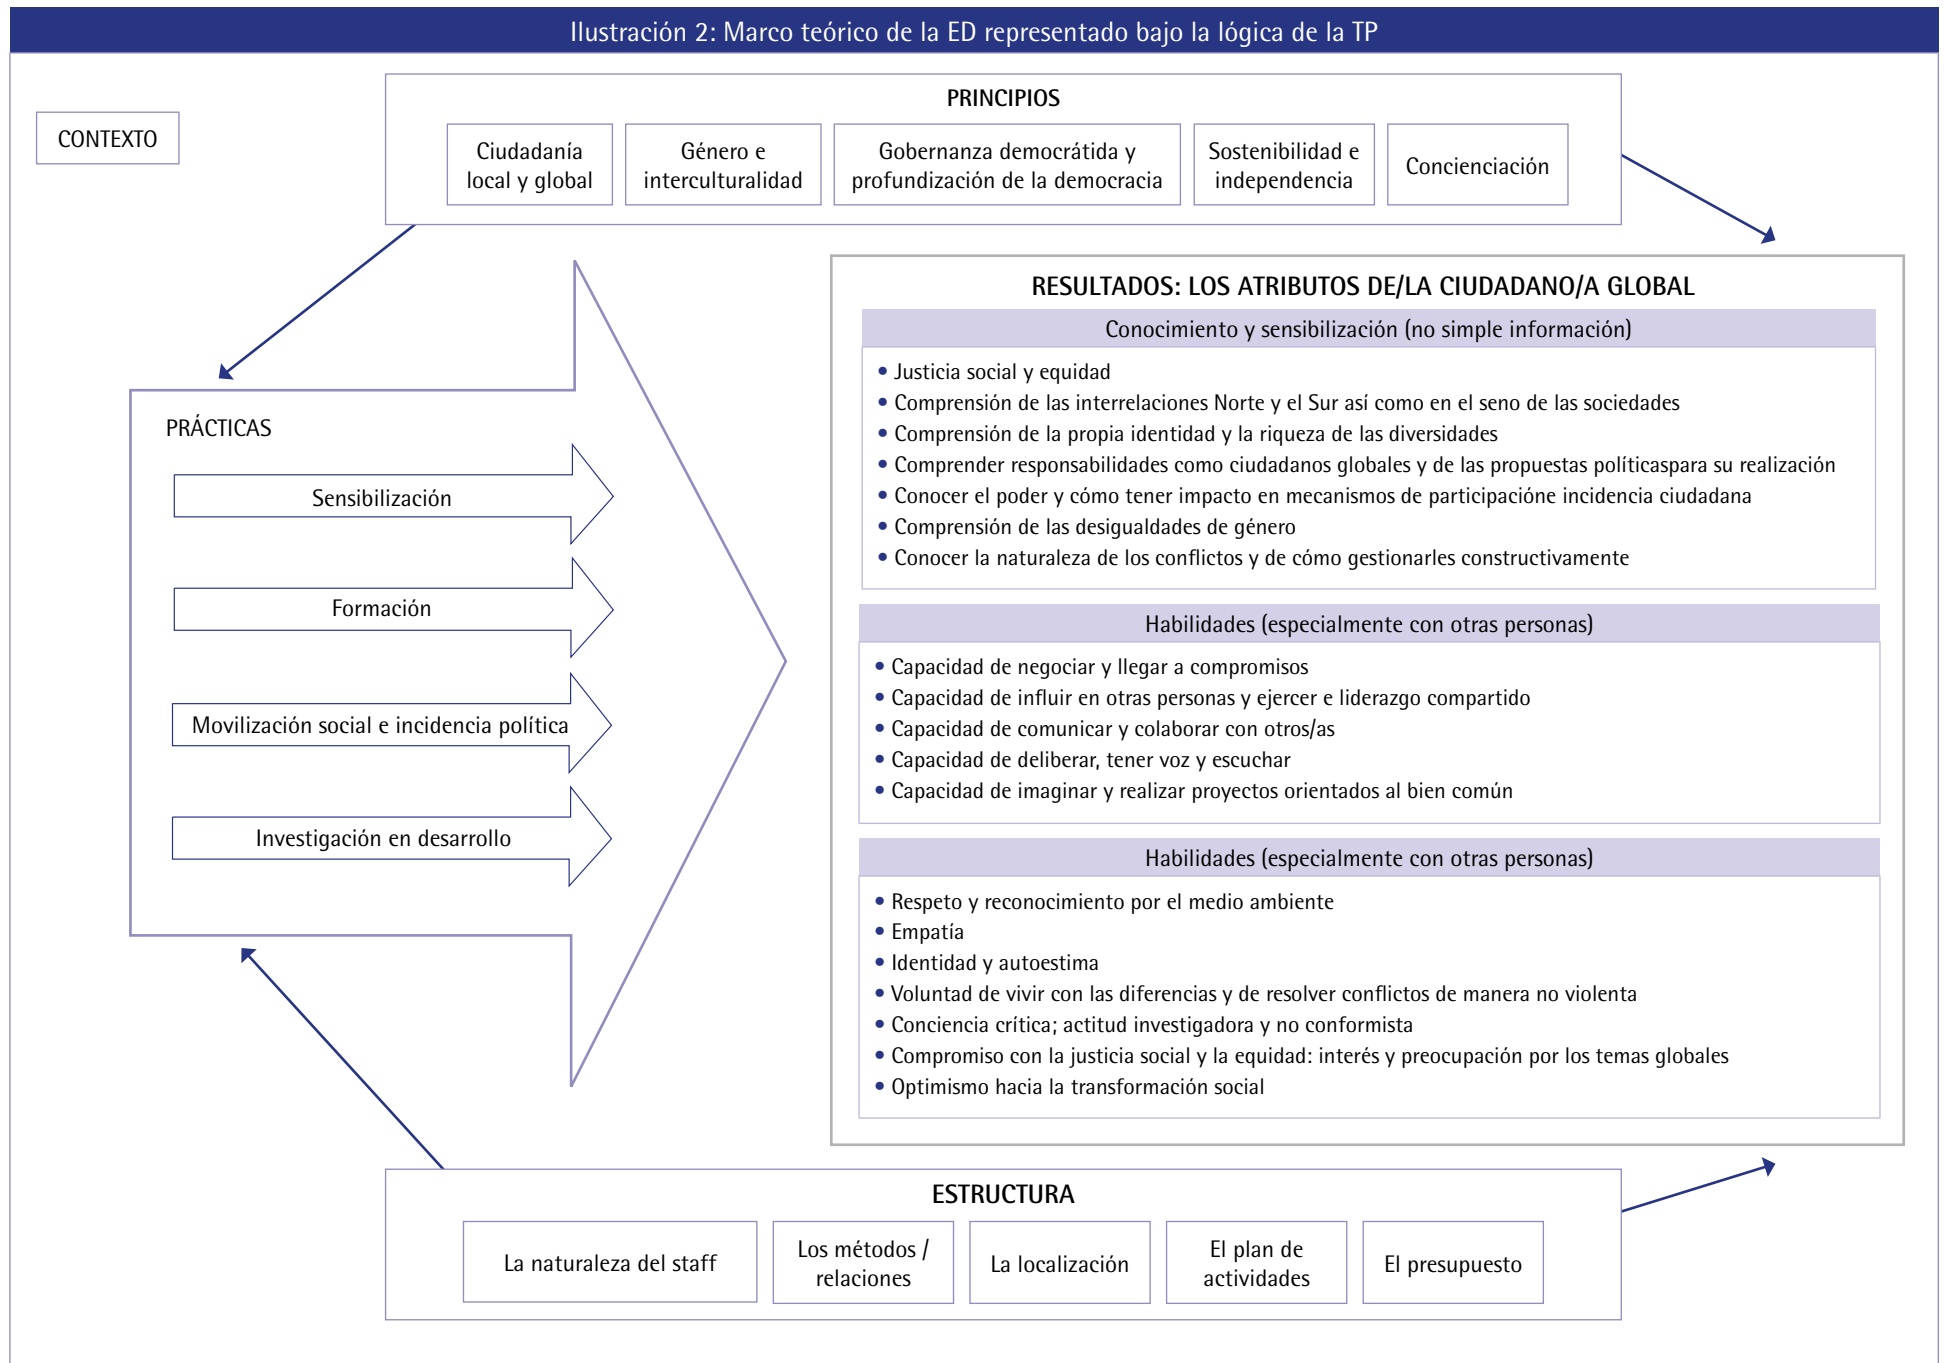 Ilustración 2: Marco teórico de la ED representado bajo la lógica de la TP
CONTEXTO
PRINCIPIOS
Ciudadanía
local y global
Género e
interculturalidad
Gobernanza democrátida y
profundización de la democracia
Sostenibilidad e
independencia
Concienciación
PRÁCTICAS
Sensibilización
Formación
Movilización social e incidencia política
Investigación en desarrollo
RESULTADOS: LOS ATRIBUTOS DE/LA CIUDADANO/A GLOBAL
Conocimiento y sensibilización (no simple información)
• Justicia social y equidad
• Comprensión de las interrelaciones Norte y el Sur así como en el seno de las sociedades
• Comprensión de la propia identidad y la riqueza de las diversidades
• Comprender responsabilidades como ciudadanos globales y de las propuestas políticaspara su realización
• Conocer el poder y cómo tener impacto en mecanismos de participacióne incidencia ciudadana
• Comprensión de las desigualdades de género
• Conocer la naturaleza de los conflictos y de cómo gestionarles constructivamente
Habilidades (especialmente con otras personas)
• Capacidad de negociar y llegar a compromisos
• Capacidad de influir en otras personas y ejercer e liderazgo compartido
• Capacidad de comunicar y colaborar con otros/as
• Capacidad de deliberar, tener voz y escuchar
• Capacidad de imaginar y realizar proyectos orientados al bien común
Habilidades (especialmente con otras personas)
• Respeto y reconocimiento por el medio ambiente
• Empatía
• Identidad y autoestima
• Voluntad de vivir con las diferencias y de resolver conflictos de manera no violenta
• Conciencia crítica; actitud investigadora y no conformista
• Compromiso con la justicia social y la equidad: interés y preocupación por los temas globales
• Optimismo hacia la transformación social
ESTRUCTURA
La naturaleza del staff
Los métodos /
relaciones
La localización
El plan de
actividades
El presupuesto